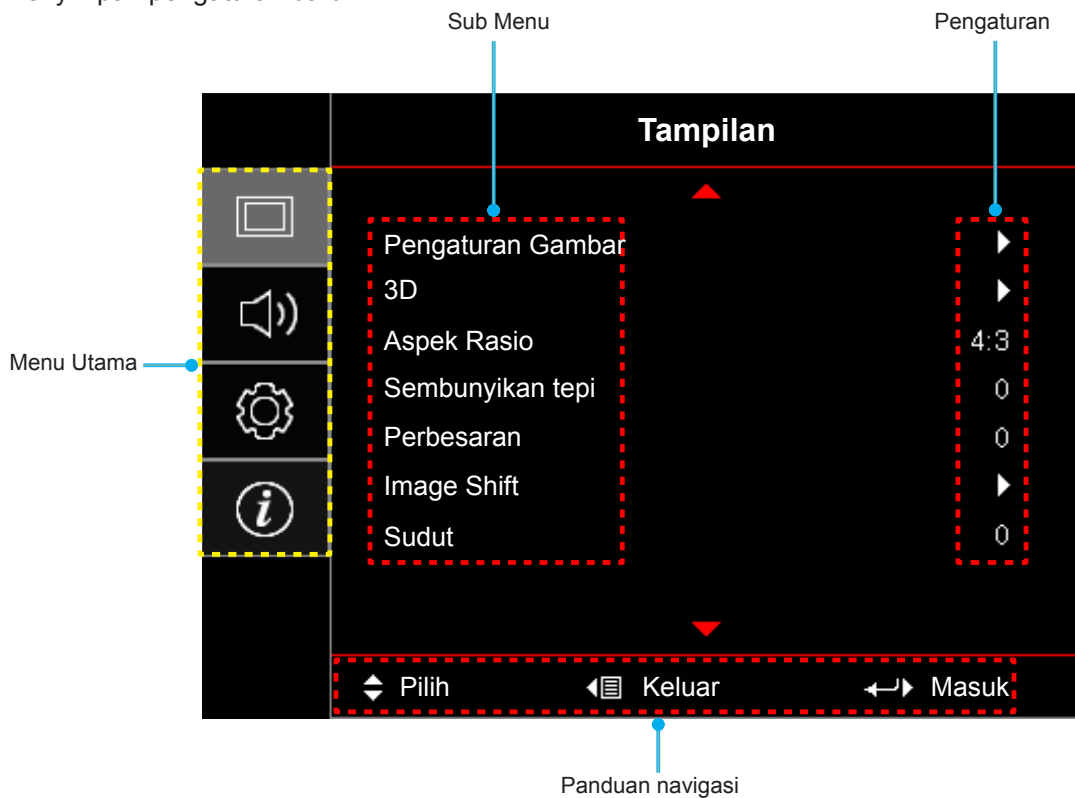 Sub Menu
Pengaturan
Tampilan
Pengaturan Gambar
3D
Aspek Rasio 4:3
Sembunyikan tepi 0
Perbesaran 0
Image Shift
Sudut 0
Menu Utama
Pilih Keluar Masuk
Panduan navigasi